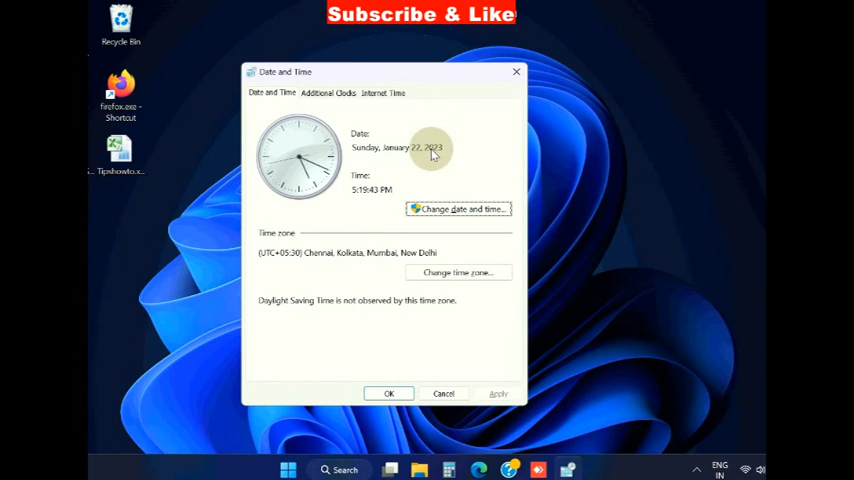 Subscribe & Like
Recycle Bin
firefox.exe -
Shortcut
Tipshowto.x...
Date and Time
Date and Time
Additional Clocks
Internet Time
Date:
Sunday, January 22, 2023
Time:
5:19:43 PM
Change date and time...
Time zone
(UTC+05:30) Chennai, Kolkata, Mumbai, New Delhi
Change time zone...
Daylight Saving Time is not observed by this time zone.
OK
Cancel
Apply
Search
ENG
IN